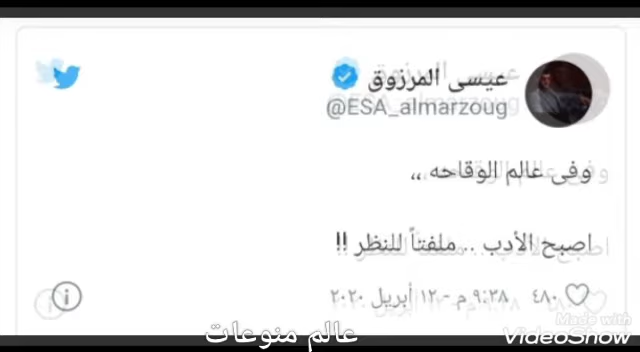 عيسى المرزوق
@ESA_almarzoug
وفى عالم الوقاحه ،،
اصبح الأدب .. ملفتاً للنظر !!
٤٨٠ ٩:٣٨ م - ١٢ أبريل ٢٠٢٠
عالم منوعات
Made with
VideoShow